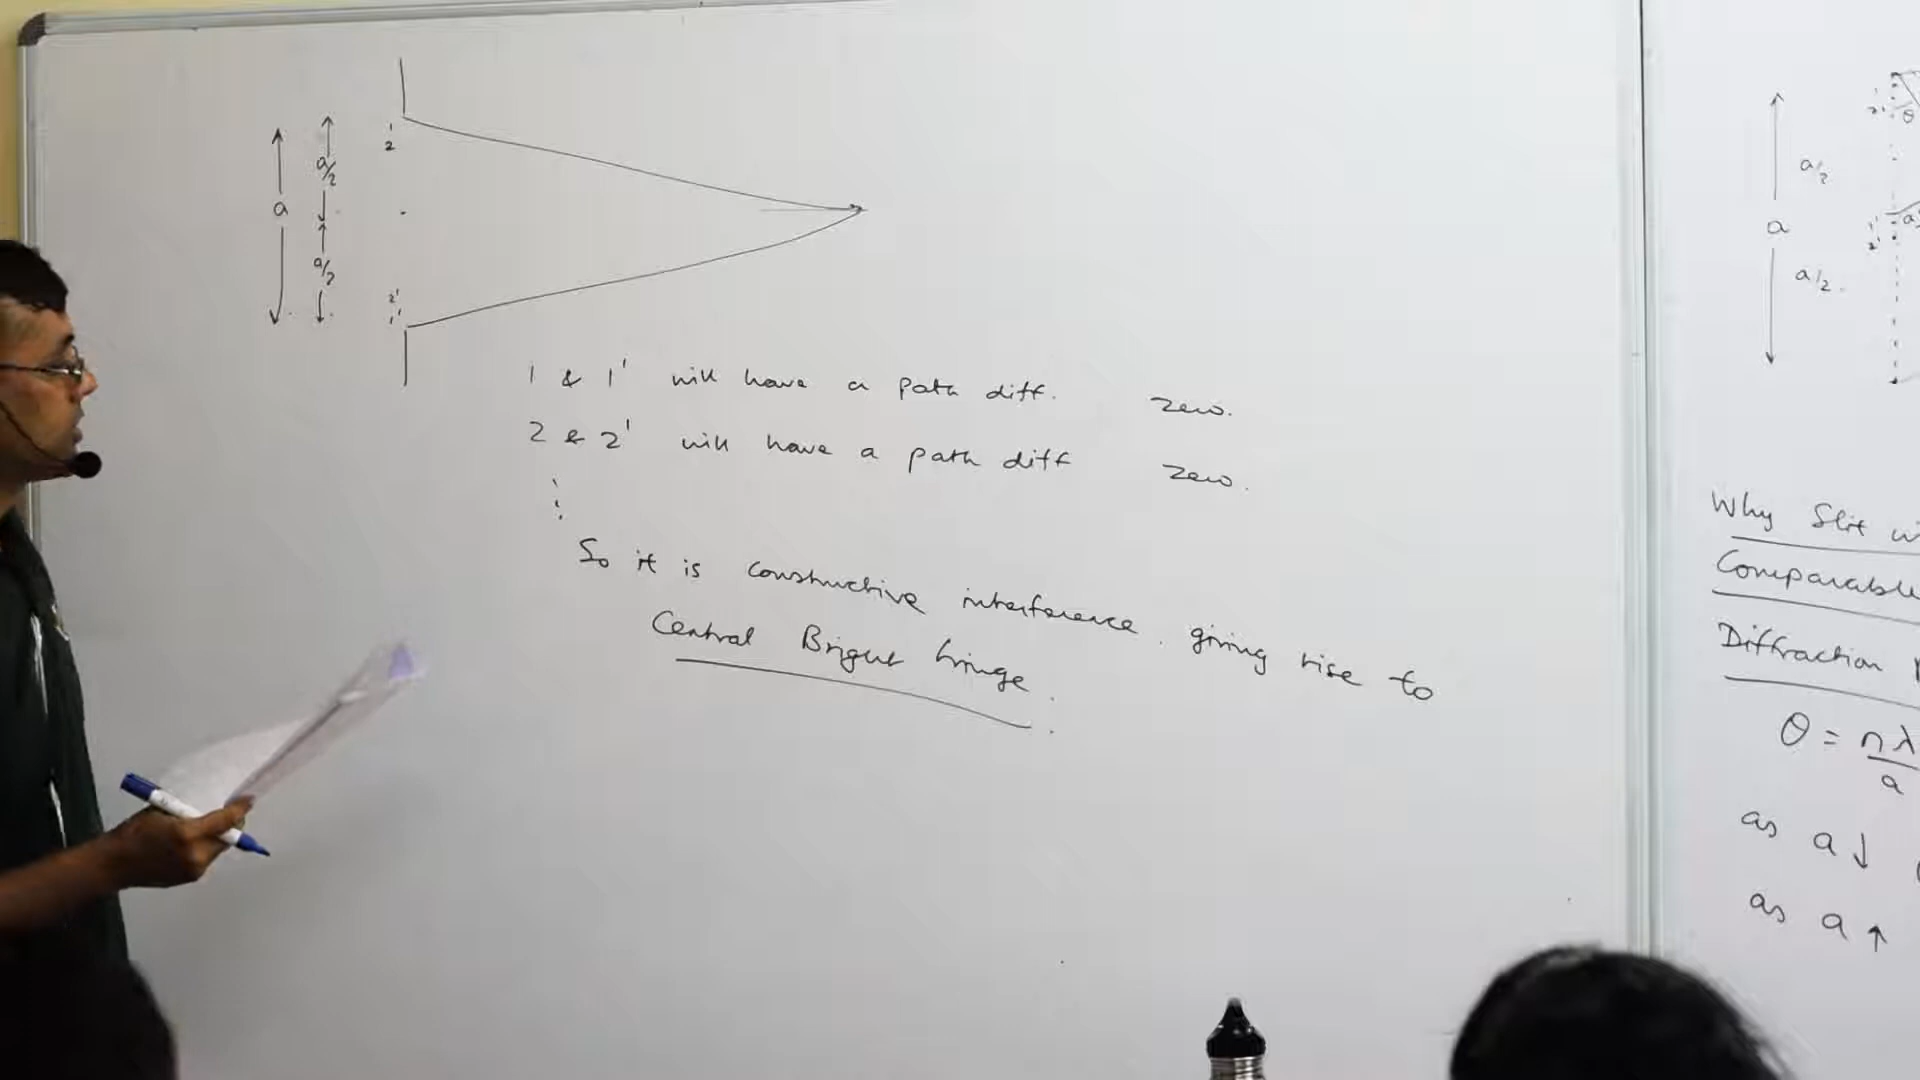 1
2
a/2
a
a/2
2'
1'
1 & 1' will have a path diff. zero.
2 & 2' will have a path diff zero.
So it is constructive interference. giving rise to
Central Bright fringe.
θ
a/2
a
a/2.
Why Slit
Comparable
Diffraction
θ = nλ
a
as a↓
as a↑